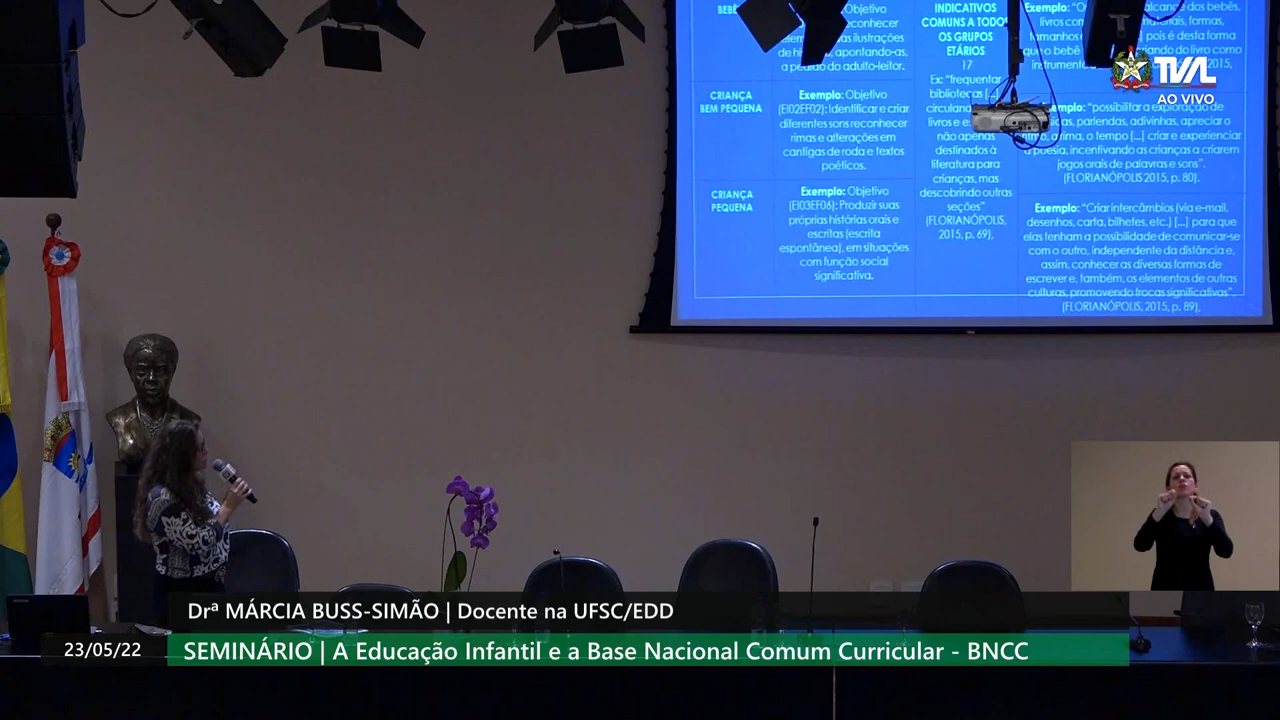 BEBÊ
Objetivo
reconhecer
as ilustrações
apontando-as,
a pedido do adulto-leitor.
INDICATIVOS
COMUNS A TODOS
OS GRUPOS
ETÁRIOS
17
Ex: "frequentar
bibliotecas [...]
circulan
livros e e
não apenas
destinados à
literatura para
crianças, mas
descobrindo outras
seções"
(FLORIANÓPOLIS,
2015, p. 69),
alcance dos bebês,
livros com
formas,
tamanhos
pois é desta forma
que o bebê
criando do livro como
instrumento
2015,
CRIANÇA
BEM PEQUENA
Exemplo: Objetivo
(EI02EF02): Identificar e criar
diferentes sons reconhecer
rimas e alterações em
cantigas de roda e textos
poéticos.
Exemplo: "possibilitar a exploração de
parlendas, adivinhas, apreciar o
ritmo, a rima, o tempo [...] criar e experienciar
a poesia, incentivando as crianças a criarem
jogos orais de palavras e sons".
(FLORIANÓPOLIS 2015, p. 80).
CRIANÇA
PEQUENA
Exemplo: Objetivo
(EI03EF06): Produzir suas
próprias histórias orais e
escritas (escrita
espontânea), em situações
com função social
significativa.
Exemplo: "Criar intercâmbios (via e-mail,
desenhos, carta, bilhetes, etc.) [...] para que
elas tenham a possibilidade de comunicar-se
com o outro, independente da distância e,
assim, conhecer as diversas formas de
escrever e, também, os elementos de outras
culturas, promovendo trocas significativas".
(FLORIANÓPOLIS, 2015, p. 89),
TVAL
AO VIVO
Drª MÁRCIA BUSS-SIMÃO | Docente na UFSC/EDD
23/05/22
SEMINÁRIO | A Educação Infantil e a Base Nacional Comum Curricular - BNCC